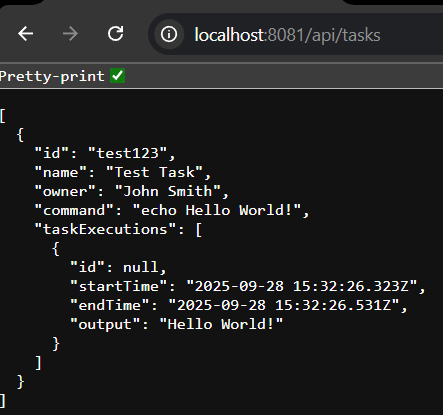 localhost:8081/api/tasks
Pretty-print
[
  {
    "id": "test123",
    "name": "Test Task",
    "owner": "John Smith",
    "command": "echo Hello World!",
    "taskExecutions": [
      {
        "id": null,
        "startTime": "2025-09-28 15:32:26.323Z",
        "endTime": "2025-09-28 15:32:26.531Z",
        "output": "Hello World!"
      }
    ]
  }
]